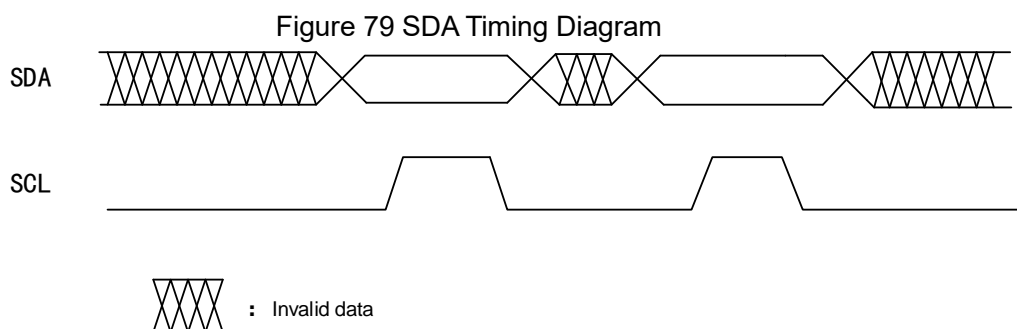 Figure 79 SDA Timing Diagram
SDA
SCL
: Invalid data